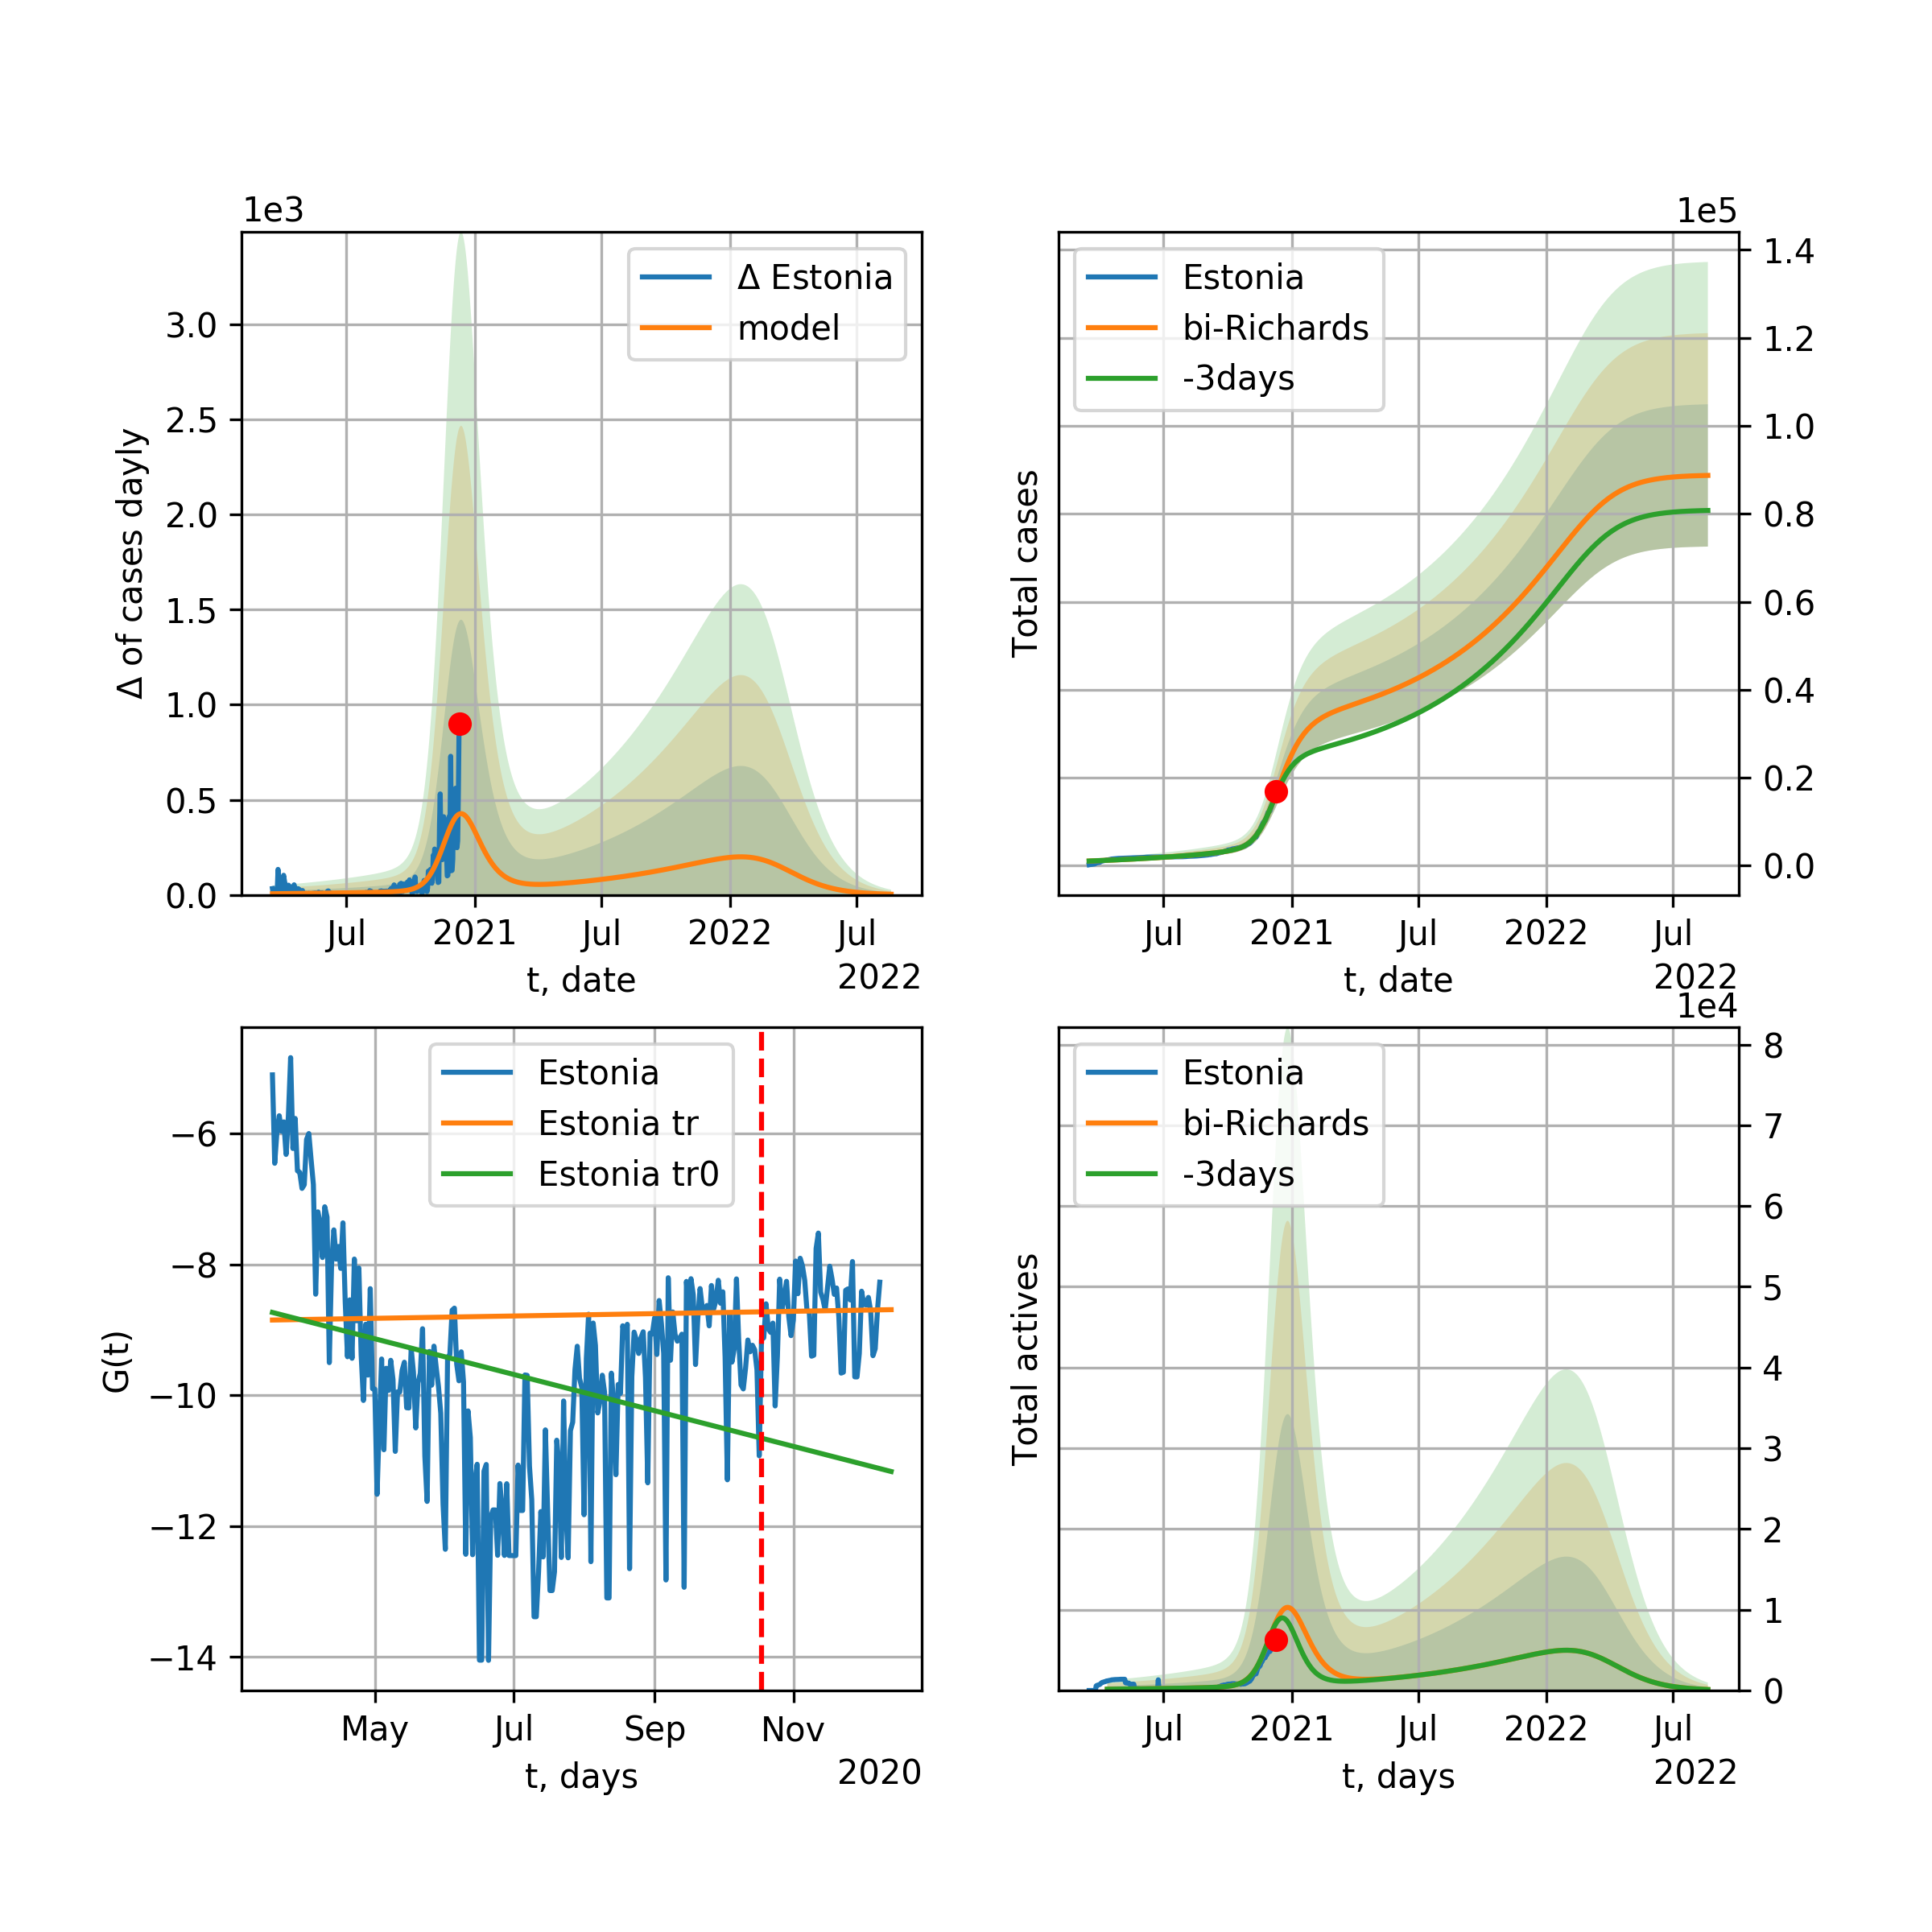 1e3
Δ of cases dayly
3.0
2.5
2.0
1.5
1.0
0.5
0.0
Δ Estonia
model
Jul 2021 Jul 2022 Jul
t, date
2022
1e5
Total cases
Estonia
bi-Richards
-3days
1.4
1.2
1.0
0.8
0.6
0.4
0.2
0.0
Jul 2021 Jul 2022 Jul
t, date
2022
G(t)
−6
−8
−10
−12
−14
Estonia
Estonia tr
Estonia tr0
May Jul Sep Nov
t, days
2020
1e4
Total actives
Estonia
bi-Richards
-3days
8
7
6
5
4
3
2
1
0
Jul 2021 Jul 2022 Jul
t, days
2022